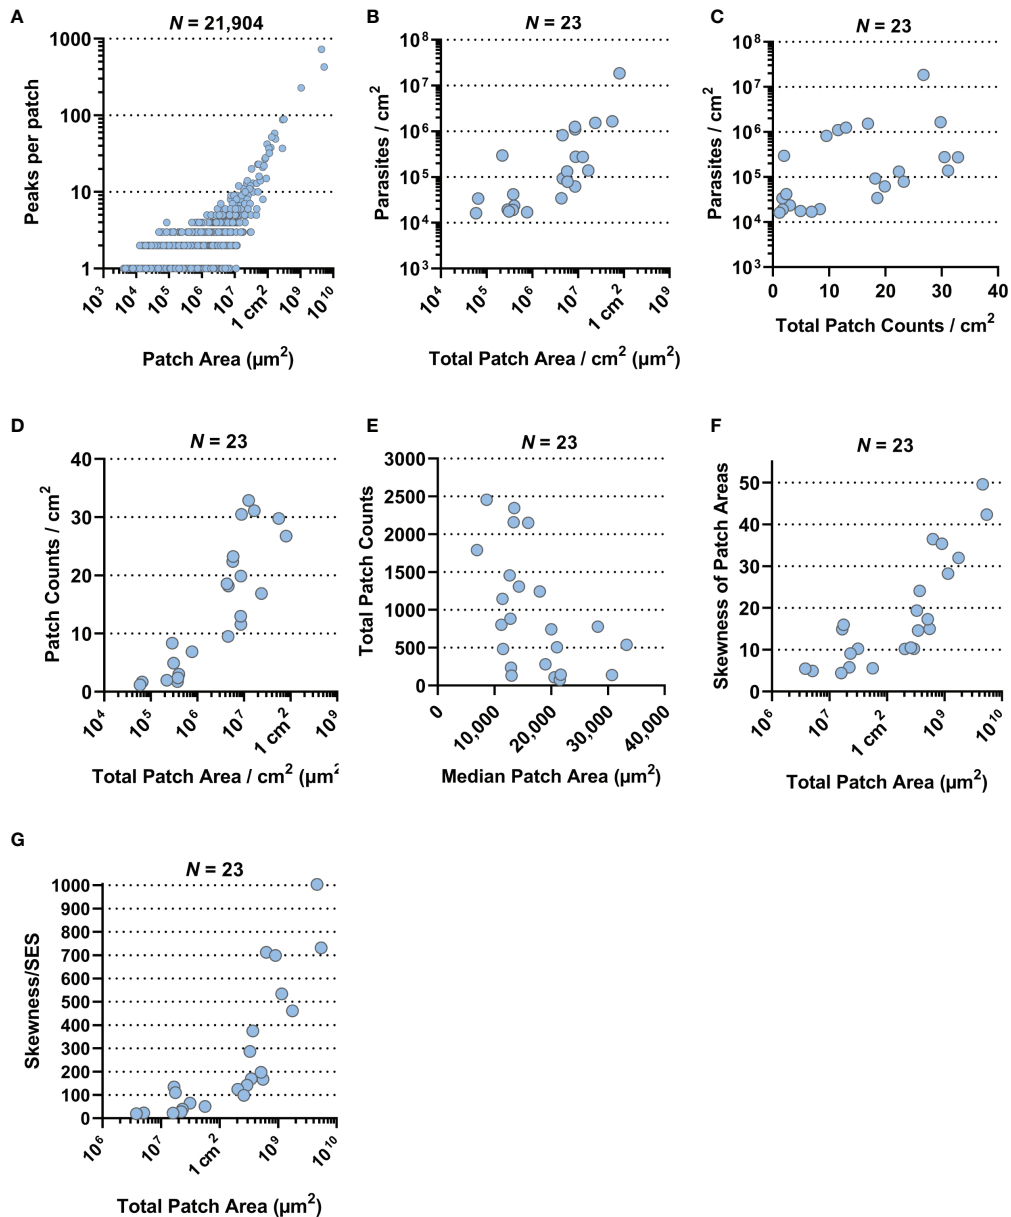 A
N = 21,904
Peaks per patch
1000
100
10
1
10³
10⁴
10⁵
10⁶
10⁷
1 cm²
10⁹
10¹⁰
Patch Area (µm²)
B
N = 23
Parasites / cm²
10⁸
10⁷
10⁶
10⁵
10⁴
10³
10⁴
10⁵
10⁶
10⁷
1 cm²
10⁹
Total Patch Area / cm² (µm²)
C
N = 23
Parasites / cm²
10⁸
10⁷
10⁶
10⁵
10⁴
10³
0
10
20
30
40
Total Patch Counts / cm²
D
N = 23
Patch Counts / cm²
40
30
20
10
0
10⁴
10⁵
10⁶
10⁷
1 cm²
10⁹
Total Patch Area / cm² (µm²
E
N = 23
Total Patch Counts
3000
2500
2000
1500
1000
500
0
0
10,000
20,000
30,000
40,000
Median Patch Area (µm²)
F
N = 23
Skewness of Patch Areas
50
40
30
20
10
0
10⁶
10⁷
1 cm²
10⁹
10¹⁰
Total Patch Area (µm²)
G
N = 23
Skewness/SES
1000
900
800
700
600
500
400
300
200
100
0
10⁶
10⁷
1 cm²
10⁹
10¹⁰
Total Patch Area (µm²)